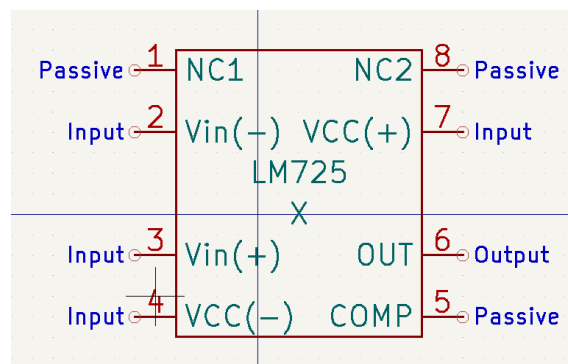 Passive 1 NC1 NC2 8 Passive
Input 2 Vin(-) VCC(+) 7 Input
LM725
X
Input 3 Vin(+) OUT 6 Output
Input 4 VCC(-) COMP 5 Passive